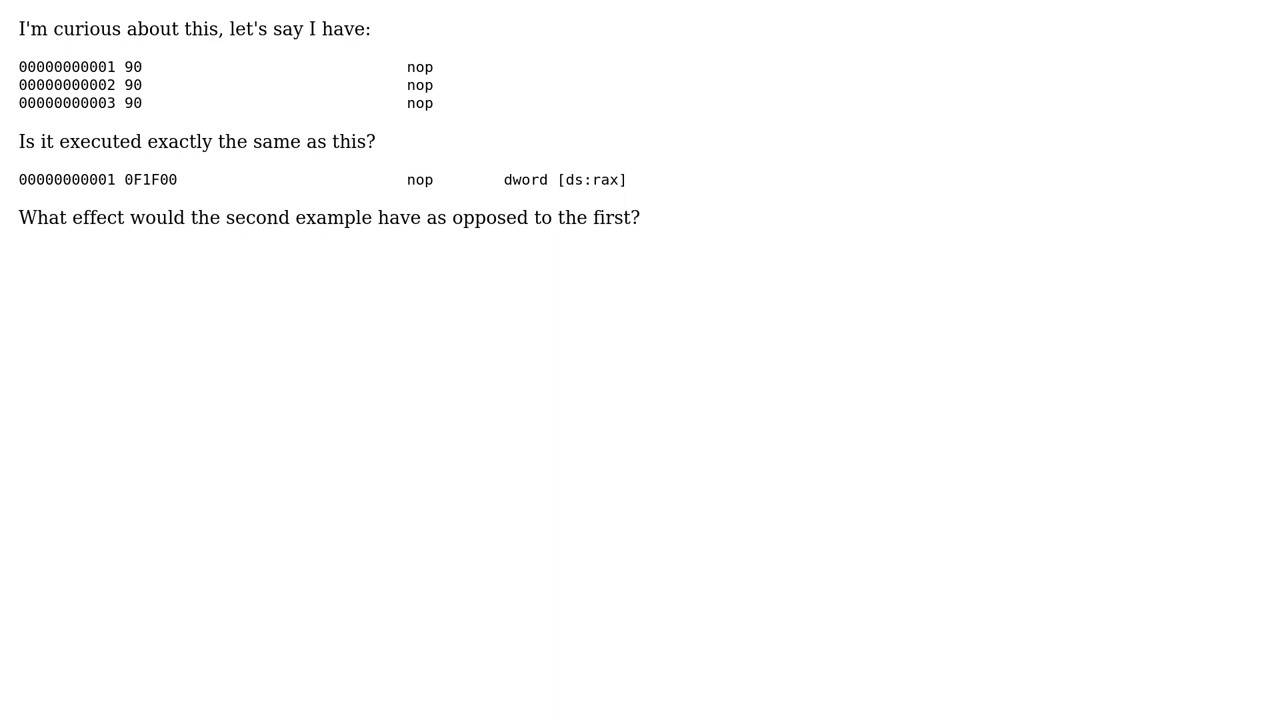 I'm curious about this, let's say I have:
00000000001 90                              nop
00000000002 90                              nop
00000000003 90                              nop
Is it executed exactly the same as this?
00000000001 0F1F00                          nop        dword [ds:rax]
What effect would the second example have as opposed to the first?